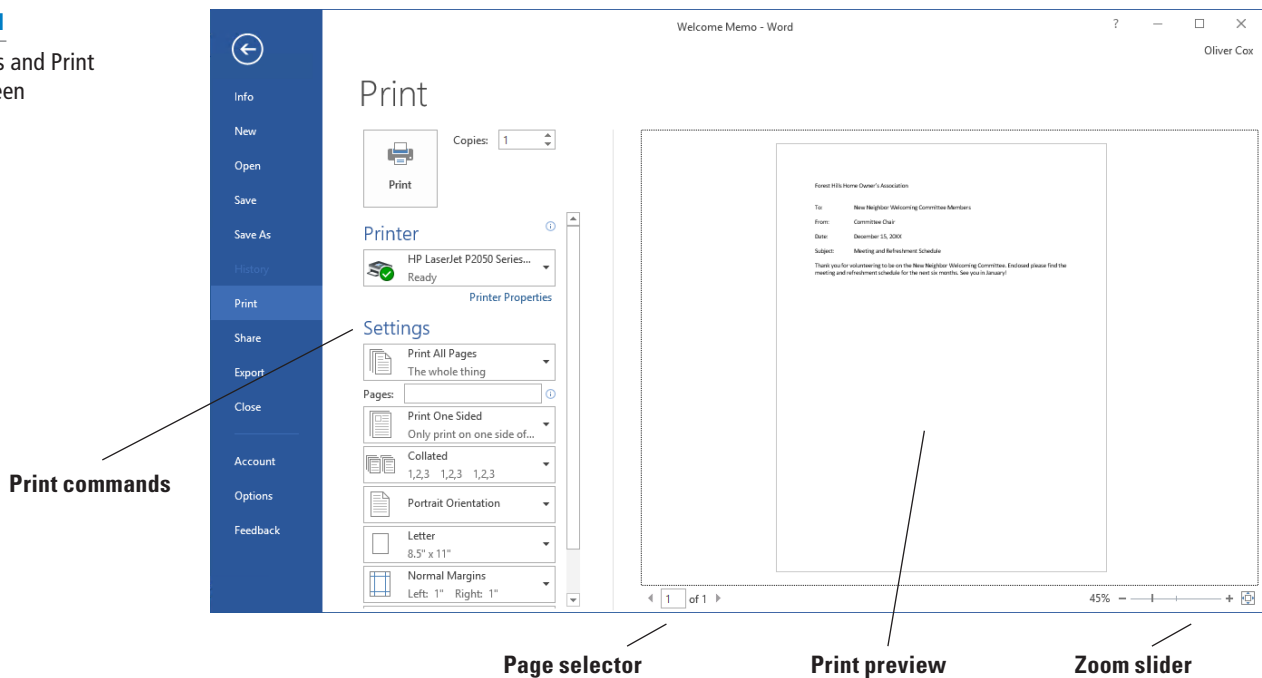 s and Print
een
Welcome Memo - Word
?
Oliver Cox
Info
New
Open
Save
Save As
History
Print
Share
Export
Close
Account
Options
Feedback
Print
Print
Copies: 1
Printer
HP LaserJet P2050 Series...
Ready
Printer Properties
Settings
Print All Pages
The whole thing
Pages:
Print One Sided
Only print on one side of...
Collated
1,2,3 1,2,3 1,2,3
Portrait Orientation
Letter
8.5" x 11"
Normal Margins
Left: 1" Right: 1"
Forest Hills Home Owner's Association
To: New Neighbor Welcoming Committee Members
From: Committee Chair
Date: December 15, 20XX
Subject: Meeting and Refreshment Schedule
Thank you for volunteering to be on the New Neighbor Welcoming Committee. Enclosed please find the
meeting and refreshment schedule for the next six months. See you in January!
1 of 1
45%
Print commands
Page selector
Print preview
Zoom slider